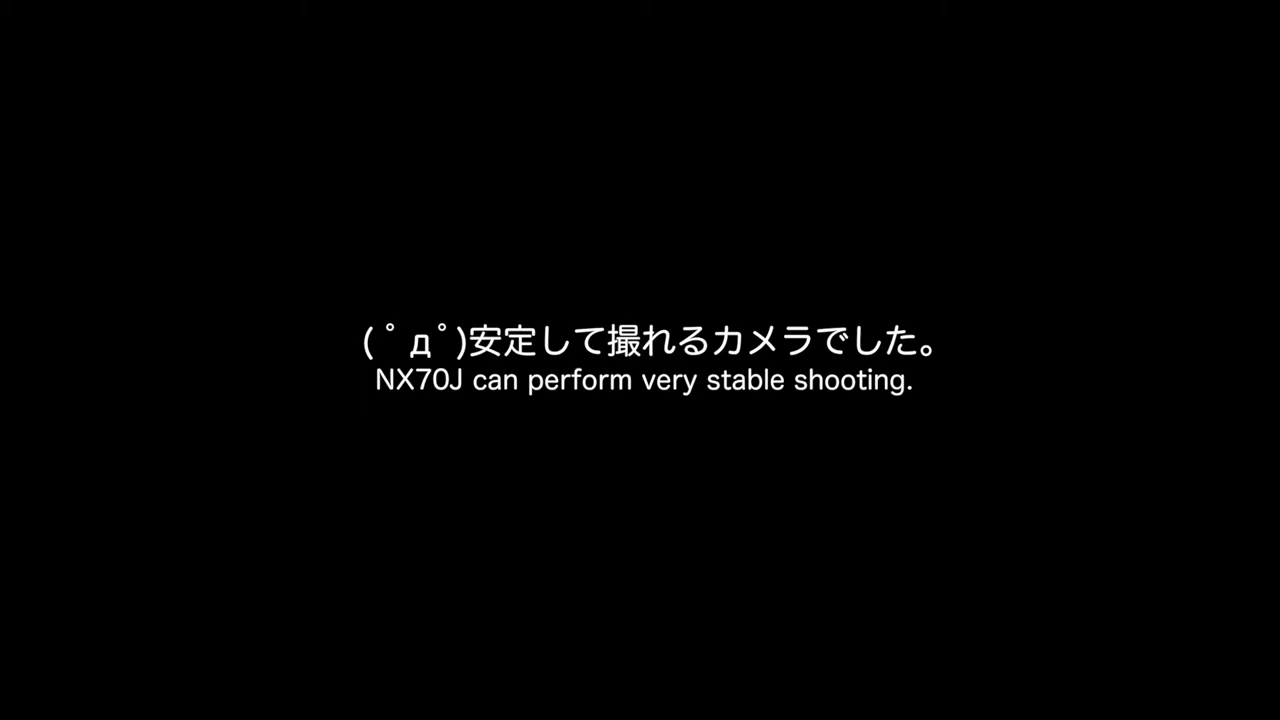 ( ﾟдﾟ)安定して撮れるカメラでした。
NX70J can perform very stable shooting.